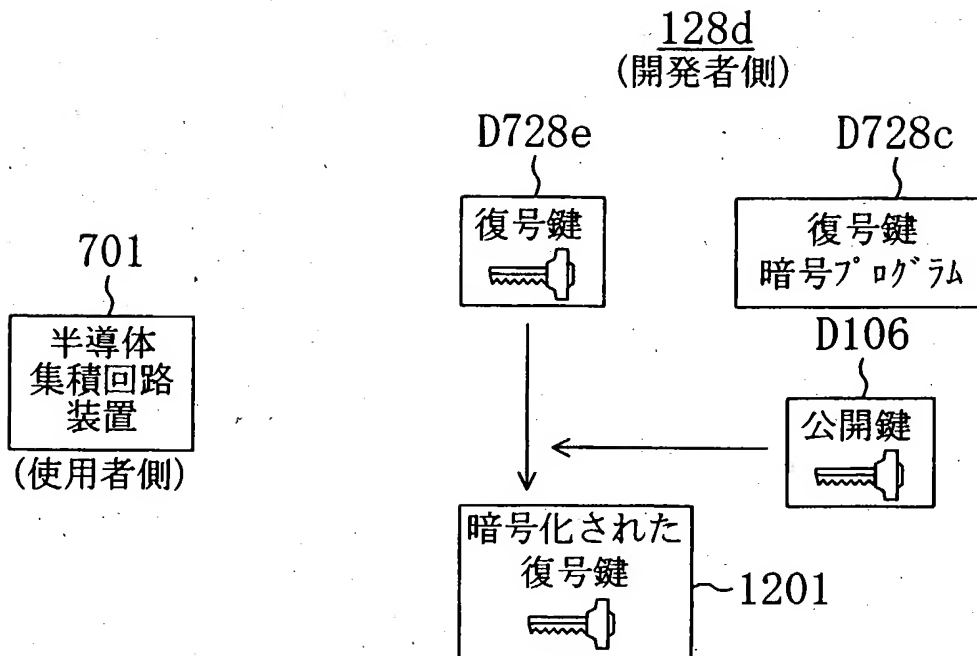 128d
(開発者側)
D728e
D728c
復号鍵
復号鍵
暗号プログラム
701
D106
半導体
集積回路
装置
公開鍵
(使用者側)
暗号化された
復号鍵
1201